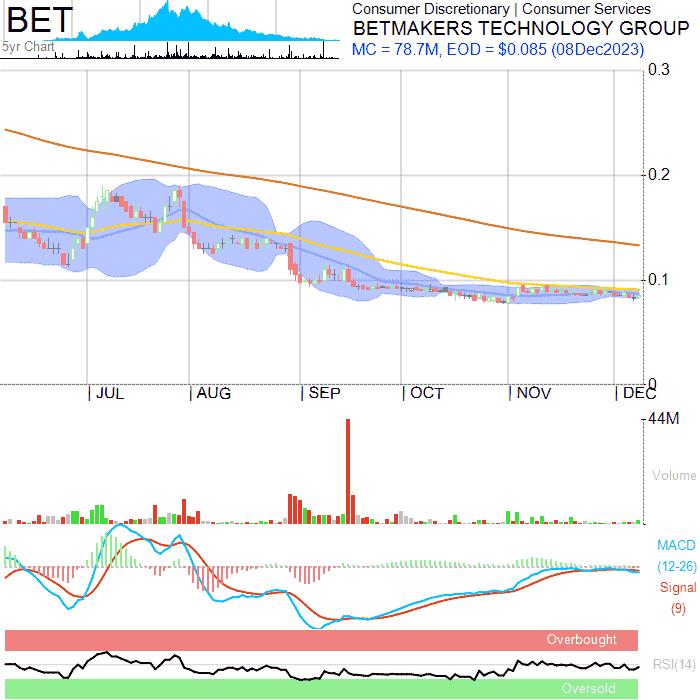 BET
5yr Chart
Consumer Discretionary | Consumer Services
BETMAKERS TECHNOLOGY GROUP
MC = 78.7M, EOD = $0.085 (08Dec2023)
0.3
0.2
0.1
0
JUL AUG SEP OCT NOV DEC
44M
Volume
MACD
(12-26)
Signal
(9)
Overbought
RSI(14)
Oversold